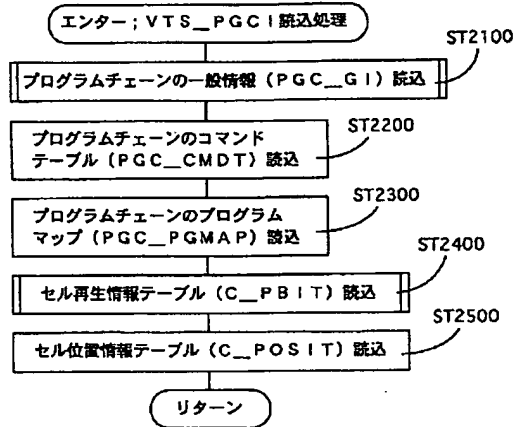 エンター；ＶＴＳ＿ＰＧＣＩ読込処理
ST2100
プログラムチェーンの一般情報（ＰＧＣ＿ＧＩ）読込
ST2200
プログラムチェーンのコマンド
テーブル（ＰＧＣ＿ＣＭＤＴ）読込
ST2300
プログラムチェーンのプログラム
マップ（ＰＧＣ＿ＰＧＭＡＰ）読込
ST2400
セル再生情報テーブル（Ｃ＿ＰＢＩＴ）読込
ST2500
セル位置情報テーブル（Ｃ＿ＰＯＳＩＴ）読込
リターン